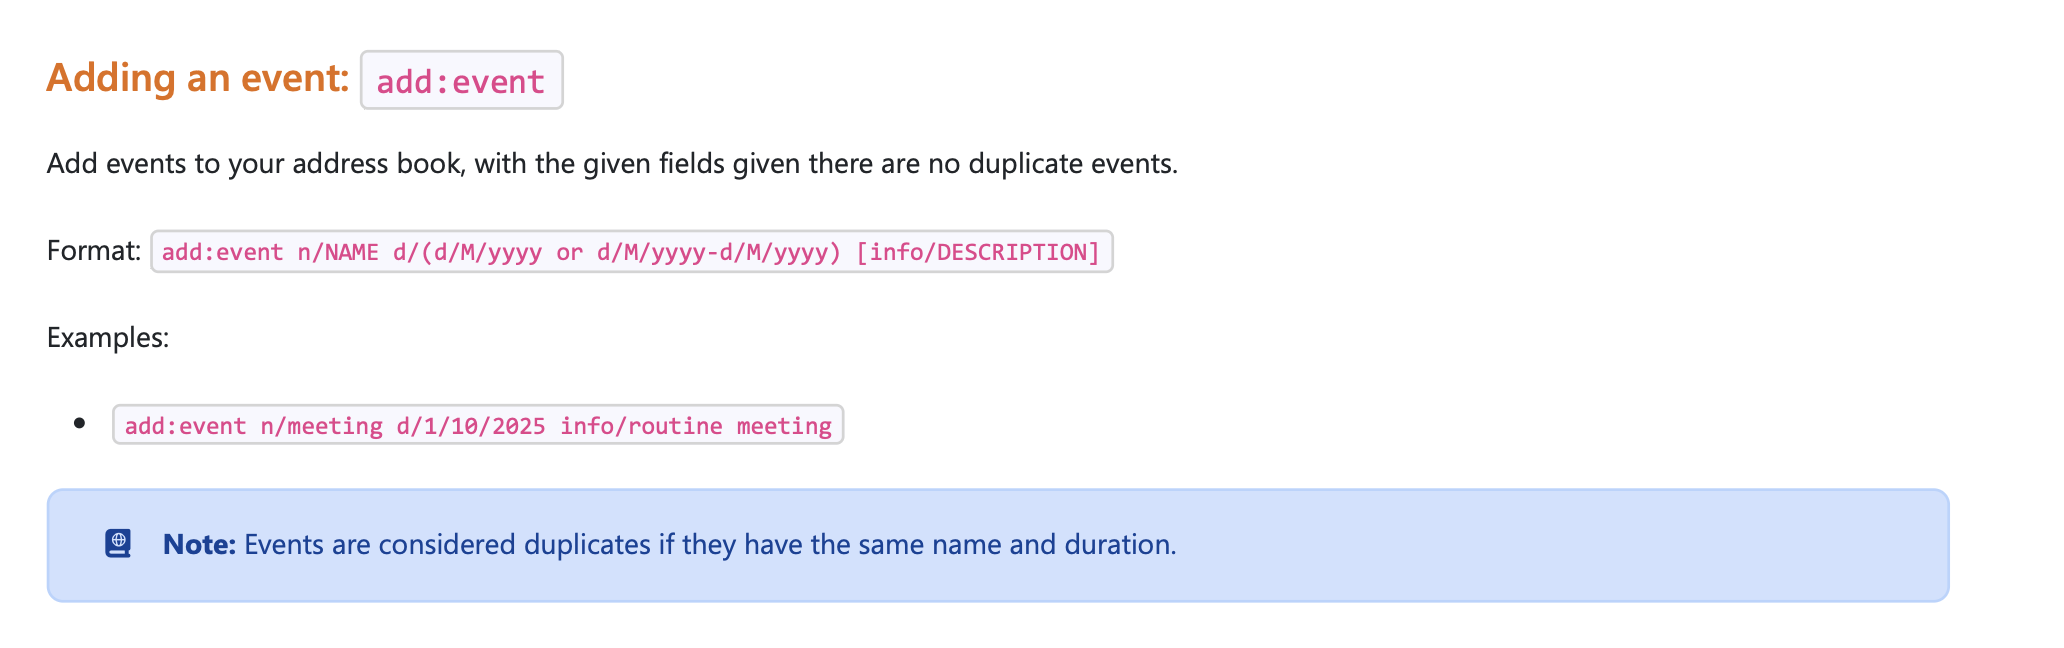 Adding an event: add:event
Add events to your address book, with the given fields given there are no duplicate events.
Format: add:event n/NAME d/(d/M/yyyy or d/M/yyyy-d/M/yyyy) [info/DESCRIPTION]
Examples:
add:event n/meeting d/1/10/2025 info/routine meeting
Note: Events are considered duplicates if they have the same name and duration.